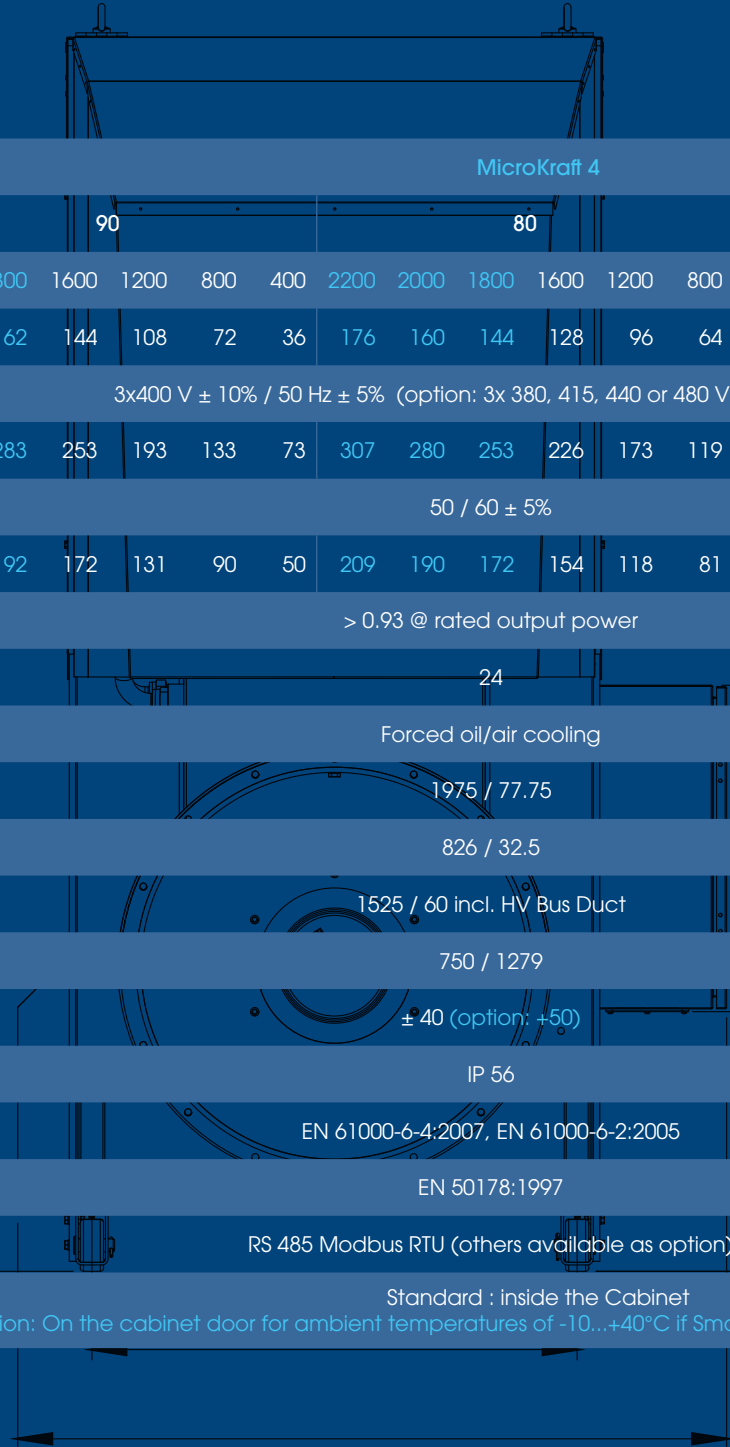 MicroKraft 4
90 80
1600 1200 800 400 2200 2000 1800 1600 1200 800
144 108 72 36 176 160 144 128 96 64
3x400 V ± 10% / 50 Hz ± 5% (option: 3x 380, 415, 440 or 480 V
253 193 133 73 307 280 253 226 173 119
50 / 60 ± 5%
172 131 90 50 209 190 172 154 118 81
> 0.93 @ rated output power
24
Forced oil/air cooling
1975 / 77.75
826 / 32.5
1525 / 60 incl. HV Bus Duct
750 / 1279
± 40 (option: +50)
IP 56
EN 61000-6-4:2007, EN 61000-6-2:2005
EN 50178:1997
RS 485 Modbus RTU (others available as option)
Standard : inside the Cabinet
On the cabinet door for ambient temperatures of -10...+40°C if